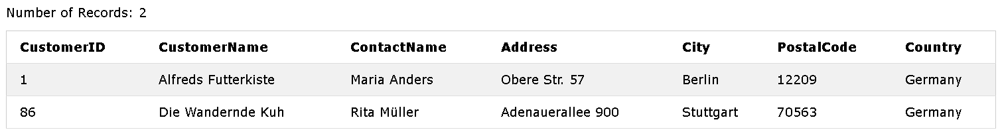 Number of Records: 2
CustomerID CustomerName ContactName Address City PostalCode Country
1 Alfreds Futterkiste Maria Anders Obere Str. 57 Berlin 12209 Germany
86 Die Wandernde Kuh Rita Müller Adenauerallee 900 Stuttgart 70563 Germany